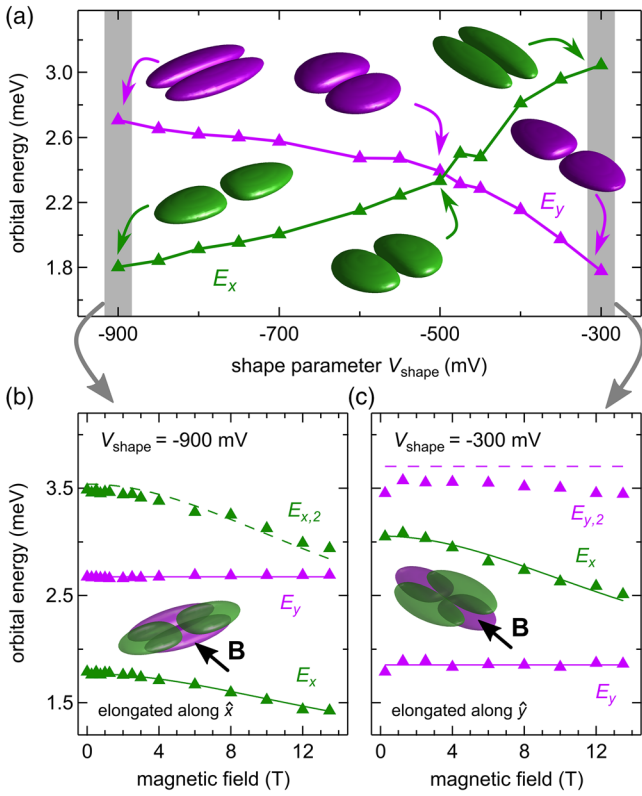 (a)
orbital energy (meV)
3.0
2.6
2.2
1.8
E_y
E_x
-900 -700 -500 -300
shape parameter V_shape (mV)
(b)
(c)
orbital energy (meV)
3.5
2.5
1.5
V_shape = -900 mV
E_x,2
E_y
B
E_x
elongated along x̂
0 4 8 12
magnetic field (T)
V_shape = -300 mV
E_y,2
E_x
B
E_y
elongated along ŷ
0 4 8 12
magnetic field (T)